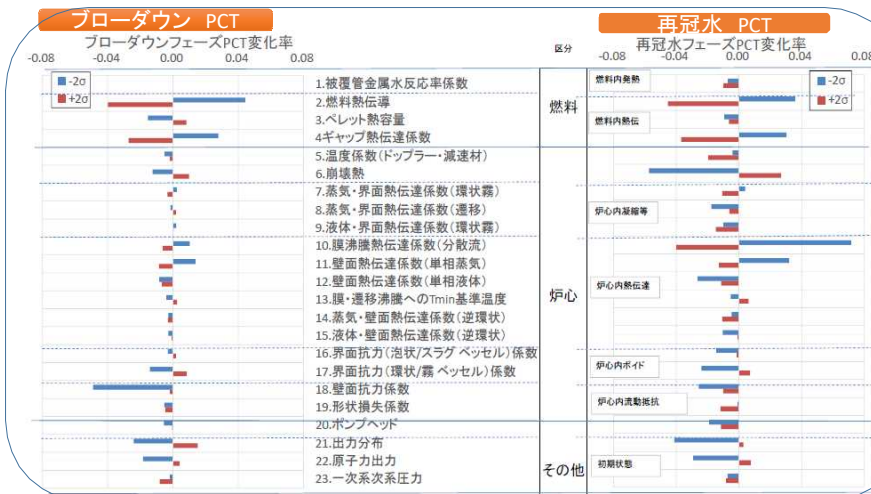 ブローダウン PCT
ブローダウンフェーズPCT変化率
-0.08
-0.04
0.00
0.04
0.08
-2σ
+2σ
1.被覆管金属水反応率係数
2.燃料熱伝導
3.ペレット熱容量
4ギャップ熱伝達係数
5.温度係数(ドップラー・減速材)
6.崩壊熱
7.蒸気・界面熱伝達係数(環状霧)
8.蒸気・界面熱伝達係数(遷移)
9.液体・界面熱伝達係数(環状霧)
10.膜沸騰熱伝達係数(分散流)
11.壁面熱伝達係数(単相蒸気)
12.壁面熱伝達係数(単相液体)
13.膜・遷移沸騰へのTmin基準温度
14.蒸気・壁面熱伝達係数(逆環状)
15.液体・壁面熱伝達係数(逆環状)
16.界面抗力(泡状/スラグ ベッセル)係数
17.界面抗力(環状/霧 ベッセル)係数
18.壁面抗力係数
19.形状損失係数
20.ポンプヘッド
21.出力分布
22.原子力出力
23.一次系次系圧力
区分
燃料
炉心
その他
再冠水 PCT
再冠水フェーズPCT変化率
-0.08
-0.04
0.00
0.04
0.08
-2σ
+2σ
燃料内発熱
燃料内熱伝
炉心内凝縮等
炉心内熱伝達
炉心内ボイド
炉心内流動抵抗
初期状態